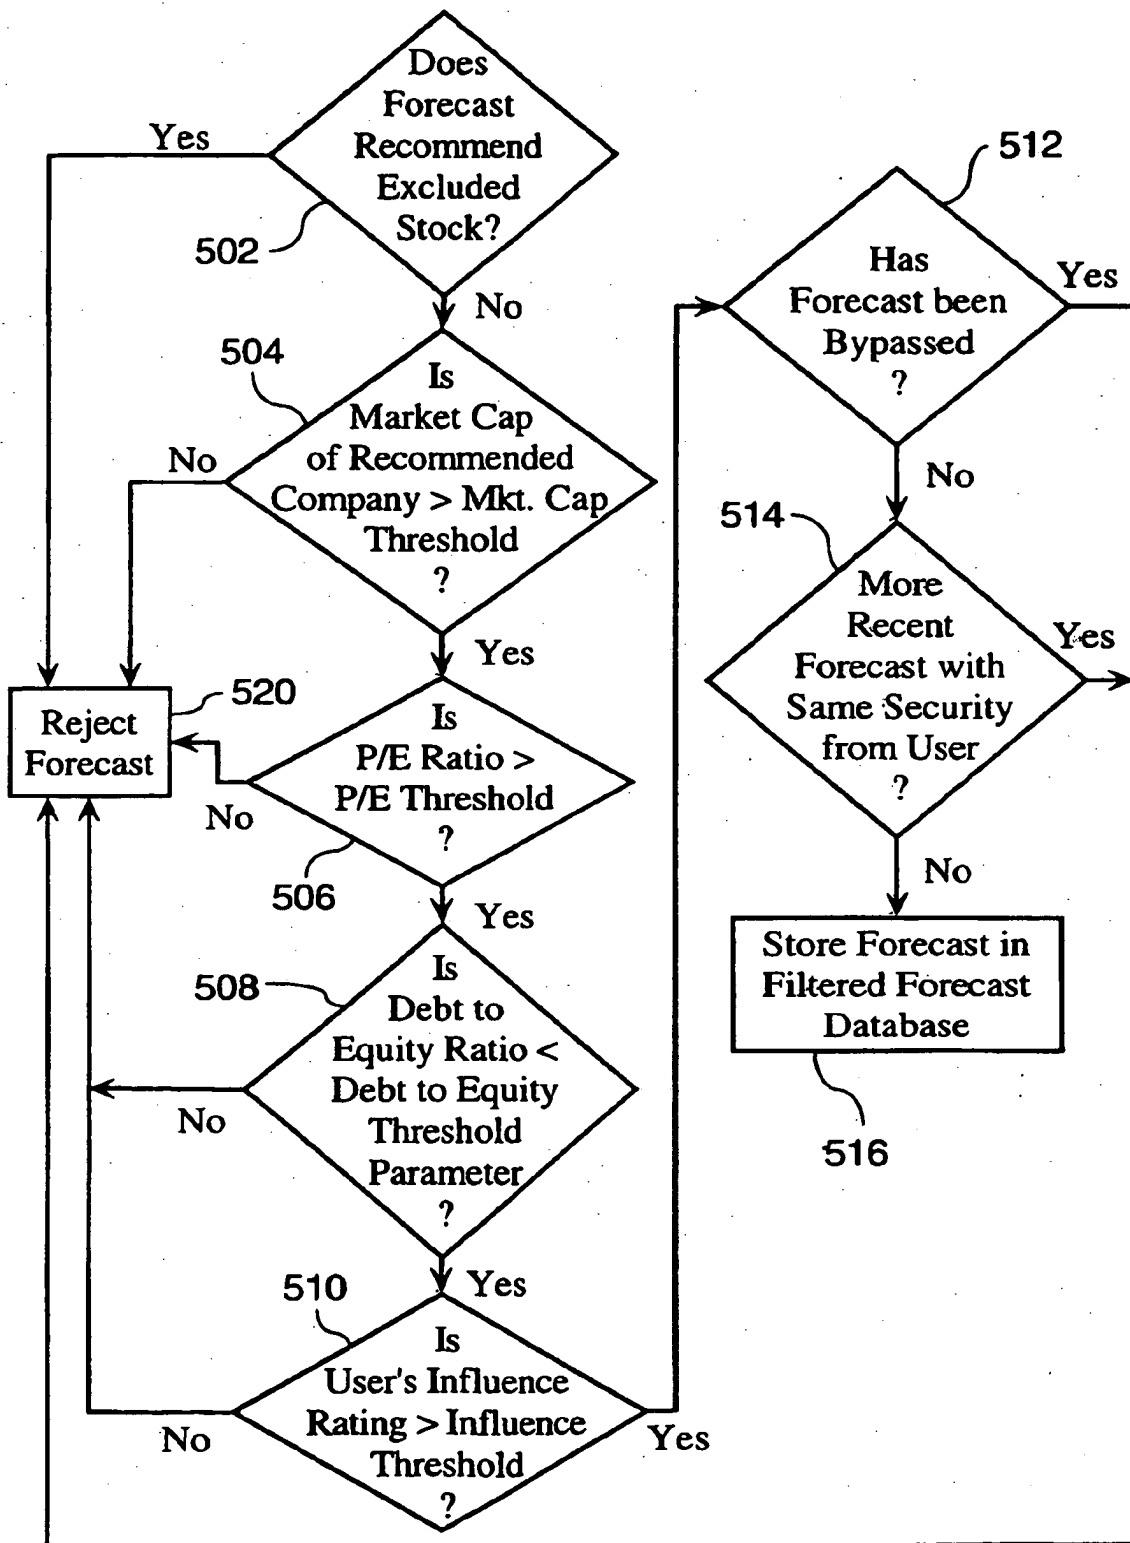 Does
Forecast
Recommend
Excluded
Stock?
Yes
502
No
504
Is
Market Cap
of Recommended
Company > Mkt. Cap
Threshold
?
No
Yes
520
Reject
Forecast
Is
P/E Ratio >
P/E Threshold
?
No
506
Yes
508
Is
Debt to
Equity Ratio <
Debt to Equity
Threshold
Parameter
?
No
Yes
510
Is
User's Influence
Rating > Influence
Threshold
?
No
Yes
512
Has
Forecast been
Bypassed
?
Yes
No
514
More
Recent
Forecast with
Same Security
from User
?
Yes
No
Store Forecast in
Filtered Forecast
Database
516